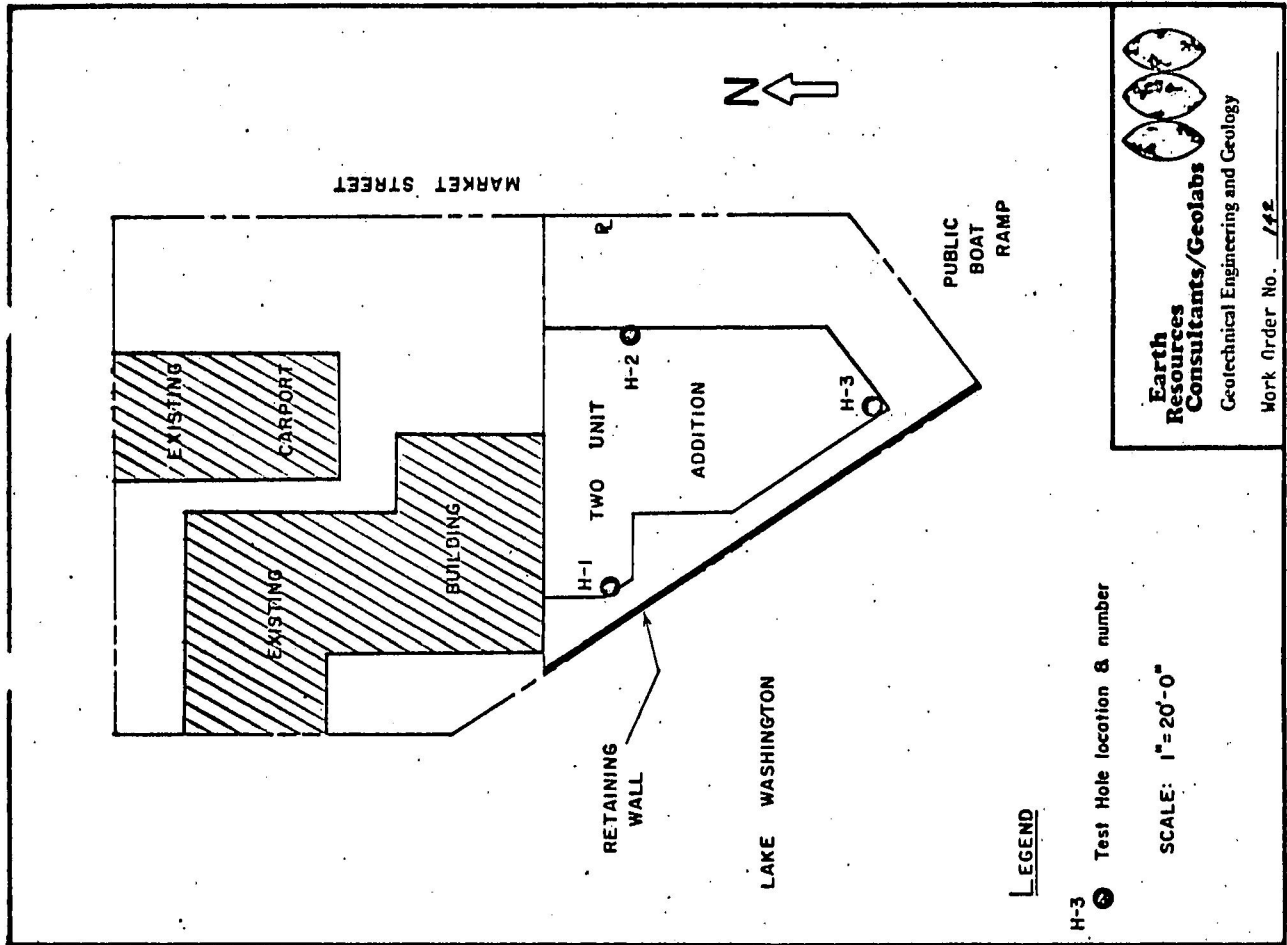 MARKET STREET
EXISTING
CARPORT
EXISTING
BUILDING
PL
H-1
H-2
H-3
TWO UNIT
ADDITION
N
PUBLIC
BOAT
RAMP
RETAINING
WALL
LAKE WASHINGTON
LEGEND
H-3
Test Hole location & number
SCALE: 1"=20'-0"
Earth
Resources
Consultants/Geolabs
Geotechnical Engineering and Geology
Work Order No. 142